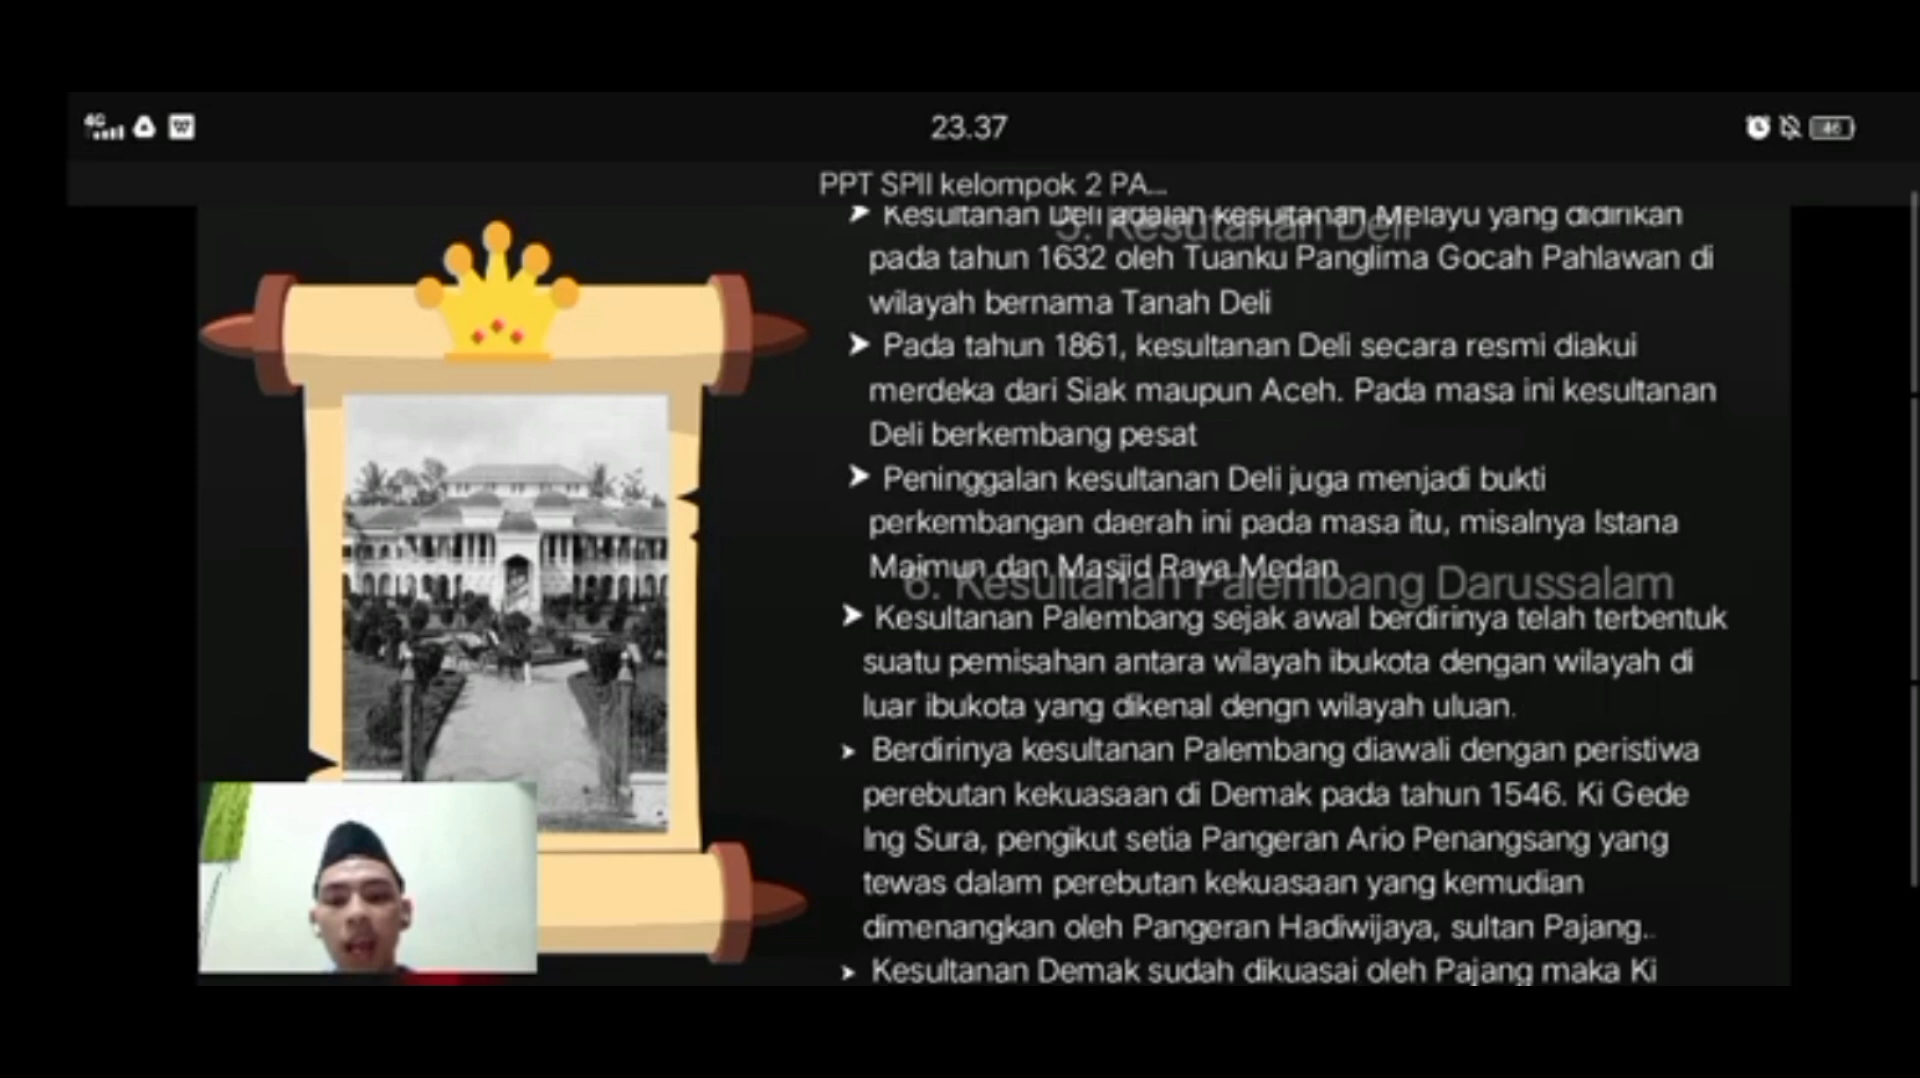 4G
23.37
46
PPT SPII kelompok 2 PA...
5. Kesutanan Deli
➤ Kesultanan Deli adalah kesultanan Melayu yang didirikan
pada tahun 1632 oleh Tuanku Panglima Gocah Pahlawan di
wilayah bernama Tanah Deli
➤ Pada tahun 1861, kesultanan Deli secara resmi diakui
merdeka dari Siak maupun Aceh. Pada masa ini kesultanan
Deli berkembang pesat
➤ Peninggalan kesultanan Deli juga menjadi bukti
perkembangan daerah ini pada masa itu, misalnya Istana
Maimun dan Masjid Raya Medan
6. Kesultanan Palembang Darussalam
➤ Kesultanan Palembang sejak awal berdirinya telah terbentuk
suatu pemisahan antara wilayah ibukota dengan wilayah di
luar ibukota yang dikenal dengn wilayah uluan.
➤ Berdirinya kesultanan Palembang diawali dengan peristiwa
perebutan kekuasaan di Demak pada tahun 1546. Ki Gede
Ing Sura, pengikut setia Pangeran Ario Penangsang yang
tewas dalam perebutan kekuasaan yang kemudian
dimenangkan oleh Pangeran Hadiwijaya, sultan Pajang..
➤ Kesultanan Demak sudah dikuasai oleh Pajang maka Ki